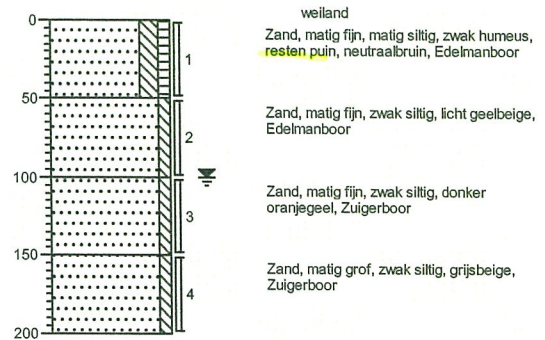 weiland
0
Zand, matig fijn, matig siltig, zwak humeus,
resten puin, neutraalbruin, Edelmanboor
1
50
Zand, matig fijn, zwak siltig, licht geelbeige,
Edelmanboor
2
100
Zand, matig fijn, zwak siltig, donker
oranjegeel, Zuigerboor
3
150
Zand, matig grof, zwak siltig, grijsbeige,
Zuigerboor
4
200